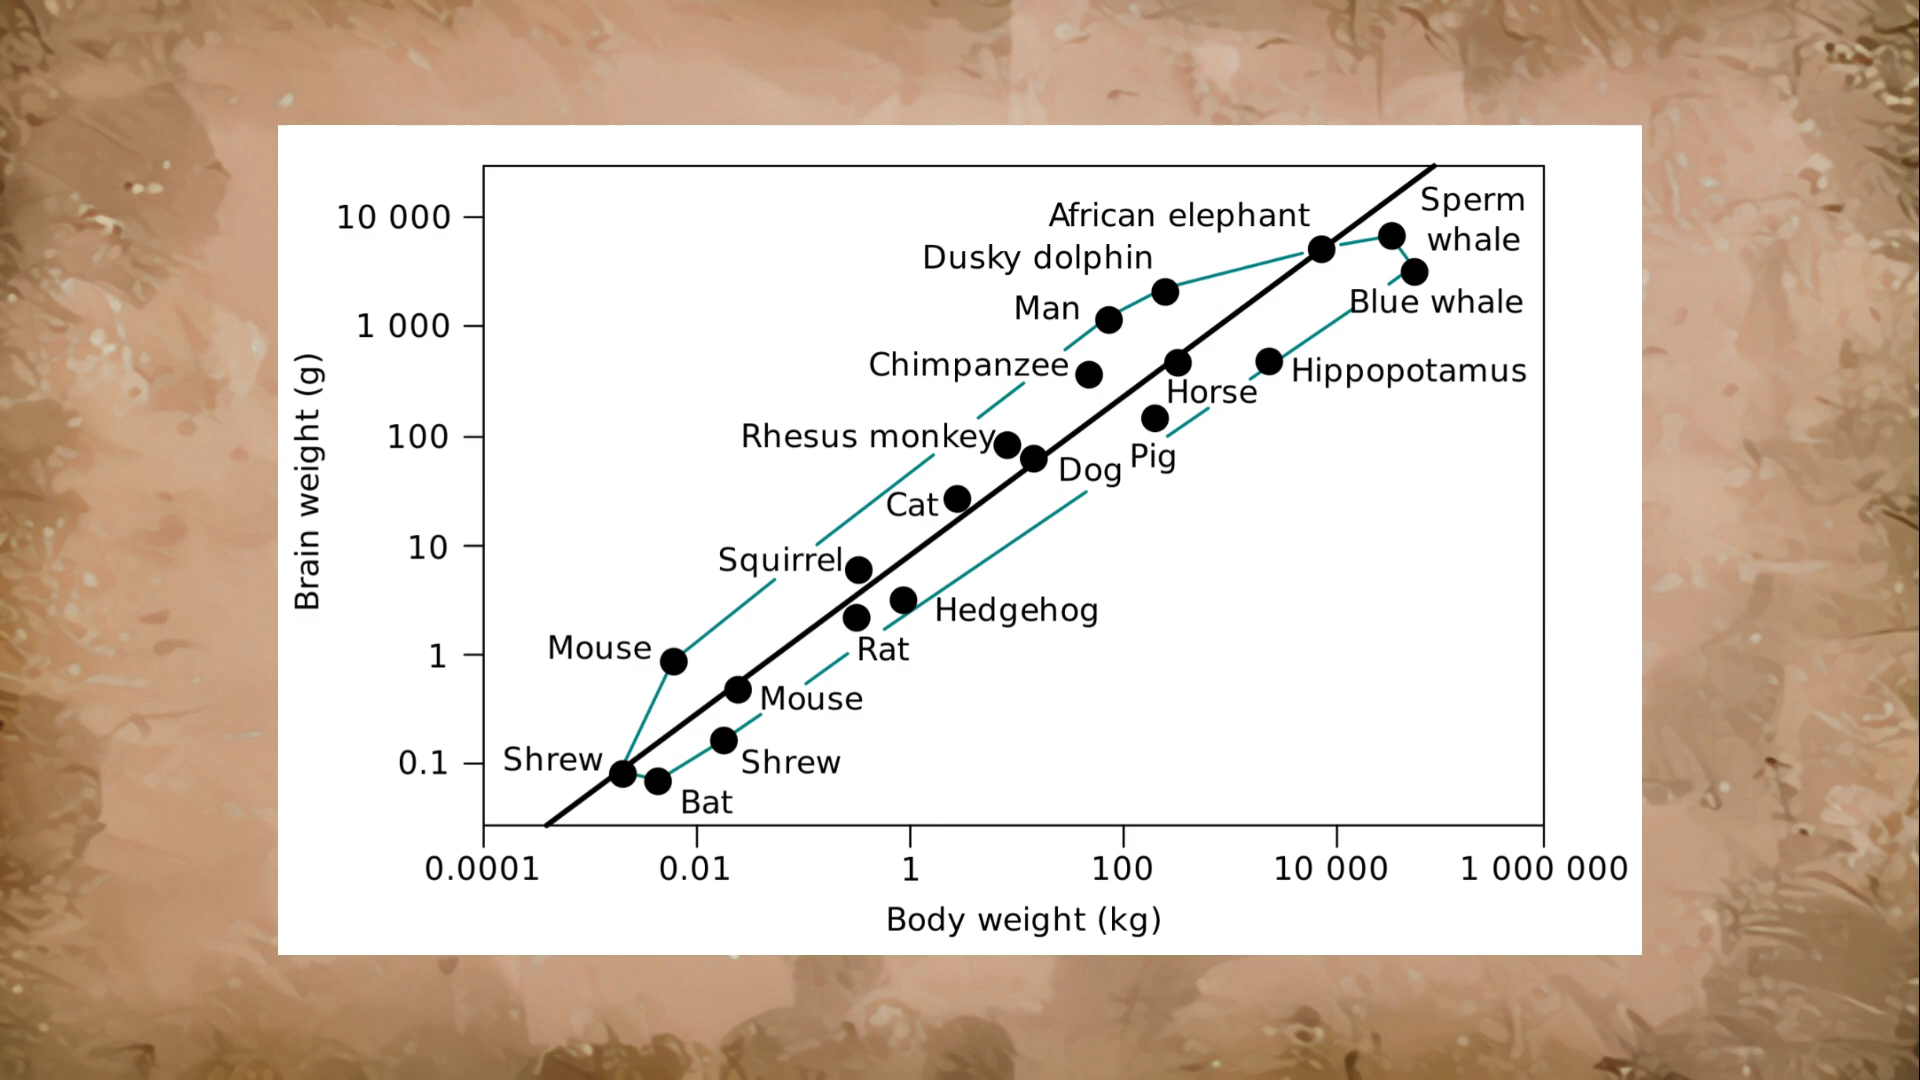 Sperm
whale
African elephant
10 000
Dusky dolphin
Blue whale
Man
1 000
Chimpanzee
Hippopotamus
Horse
Brain weight (g)
100
Rhesus monkey
Pig
Dog
Cat
10
Squirrel
Hedgehog
Mouse
1
Rat
Mouse
Shrew
0.1
Shrew
Bat
0.0001
0.01
1
100
10 000
1 000 000
Body weight (kg)